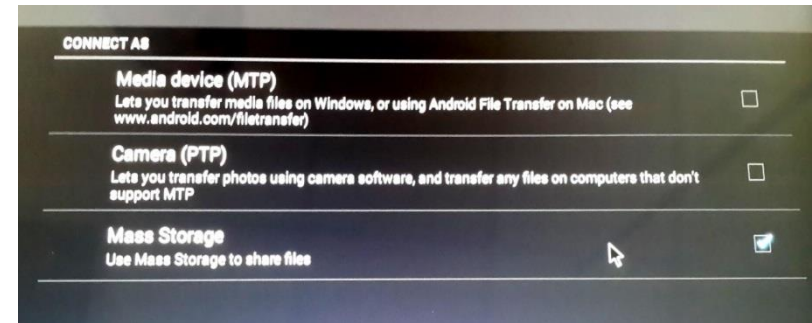 CONNECT AS
Media device (MTP)
Lets you transfer media files on Windows, or using Android File Transfer on Mac (see
www.android.com/filetransfer)
Camera (PTP)
Lets you transfer photos using camera software, and transfer any files on computers that don't
support MTP
Mass Storage
Use Mass Storage to share files